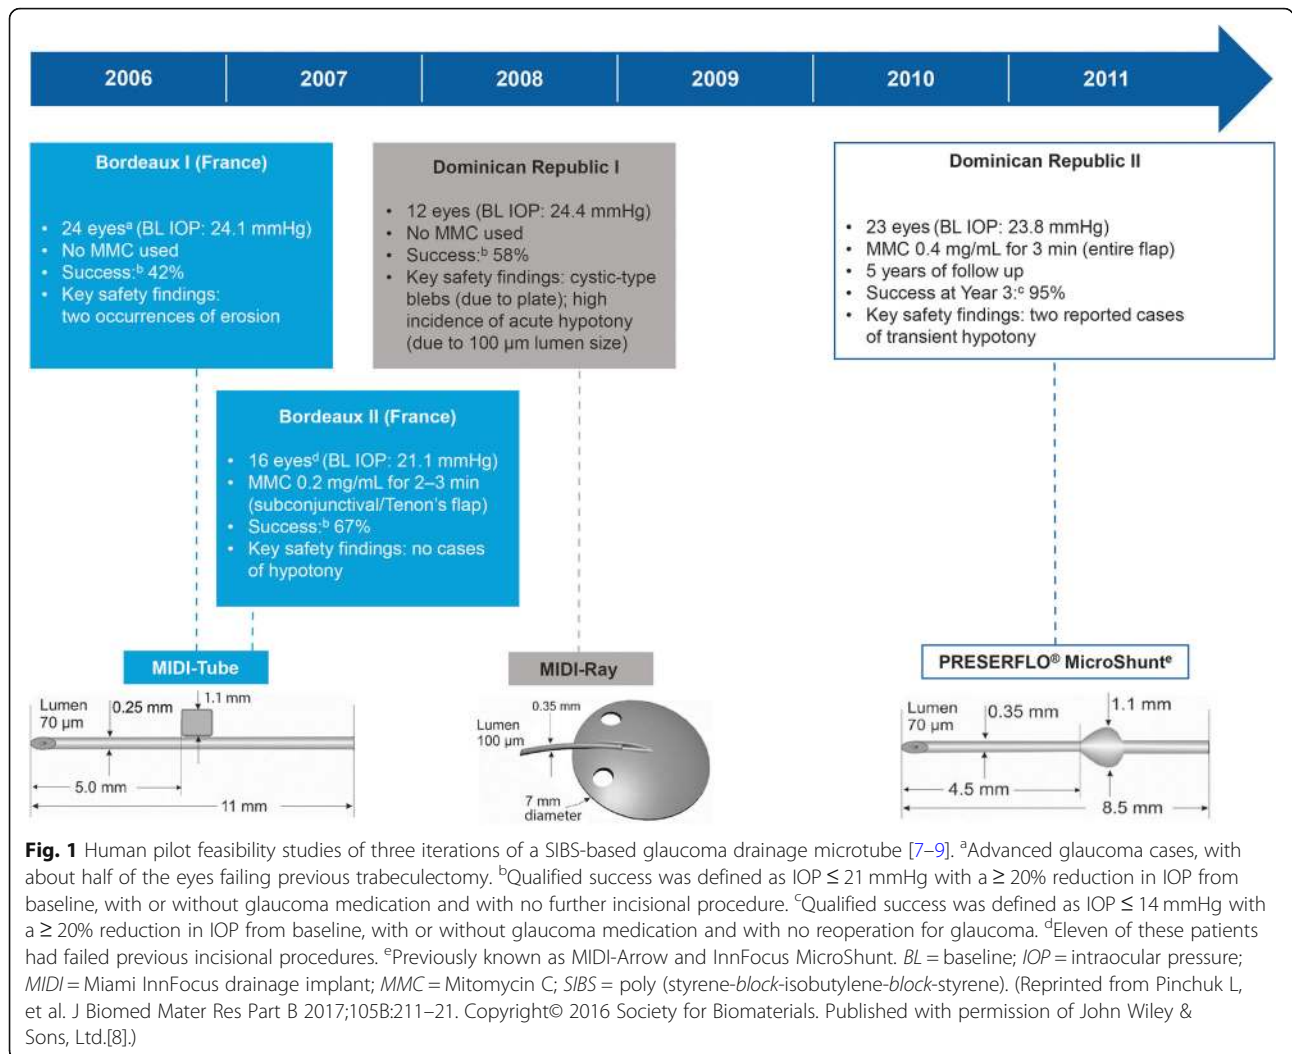 2006 2007 2008 2009 2010 2011
Bordeaux I (France)
• 24 eyesᵃ (BL IOP: 24.1 mmHg)
• No MMC used
• Success:ᵇ 42%
• Key safety findings:
two occurrences of erosion
Dominican Republic I
• 12 eyes (BL IOP: 24.4 mmHg)
• No MMC used
• Success:ᵇ 58%
• Key safety findings: cystic-type
blebs (due to plate); high
incidence of acute hypotony
(due to 100 µm lumen size)
Dominican Republic II
• 23 eyes (BL IOP: 23.8 mmHg)
• MMC 0.4 mg/mL for 3 min (entire flap)
• 5 years of follow up
• Success at Year 3:ᶜ 95%
• Key safety findings: two reported cases
of transient hypotony
Bordeaux II (France)
• 16 eyesᵈ (BL IOP: 21.1 mmHg)
• MMC 0.2 mg/mL for 2–3 min
(subconjunctival/Tenon's flap)
• Success:ᵇ 67%
• Key safety findings: no cases
of hypotony
MIDI-Tube
Lumen
70 µm
0.25 mm
1.1 mm
5.0 mm
11 mm
MIDI-Ray
0.35 mm
Lumen
100 µm
7 mm
diameter
PRESERFLO® MicroShuntᵉ
Lumen
70 µm
0.35 mm
1.1 mm
4.5 mm
8.5 mm
Fig. 1 Human pilot feasibility studies of three iterations of a SIBS-based glaucoma drainage microtube [7–9]. ᵃAdvanced glaucoma cases, with
about half of the eyes failing previous trabeculectomy. ᵇQualified success was defined as IOP ≤ 21 mmHg with a ≥ 20% reduction in IOP from
baseline, with or without glaucoma medication and with no further incisional procedure. ᶜQualified success was defined as IOP ≤ 14 mmHg with
a ≥ 20% reduction in IOP from baseline, with or without glaucoma medication and with no reoperation for glaucoma. ᵈEleven of these patients
had failed previous incisional procedures. ᵉPreviously known as MIDI-Arrow and InnFocus MicroShunt. BL = baseline; IOP = intraocular pressure;
MIDI = Miami InnFocus drainage implant; MMC = Mitomycin C; SIBS = poly (styrene-block-isobutylene-block-styrene). (Reprinted from Pinchuk L,
et al. J Biomed Mater Res Part B 2017;105B:211–21. Copyright© 2016 Society for Biomaterials. Published with permission of John Wiley &
Sons, Ltd.[8].)